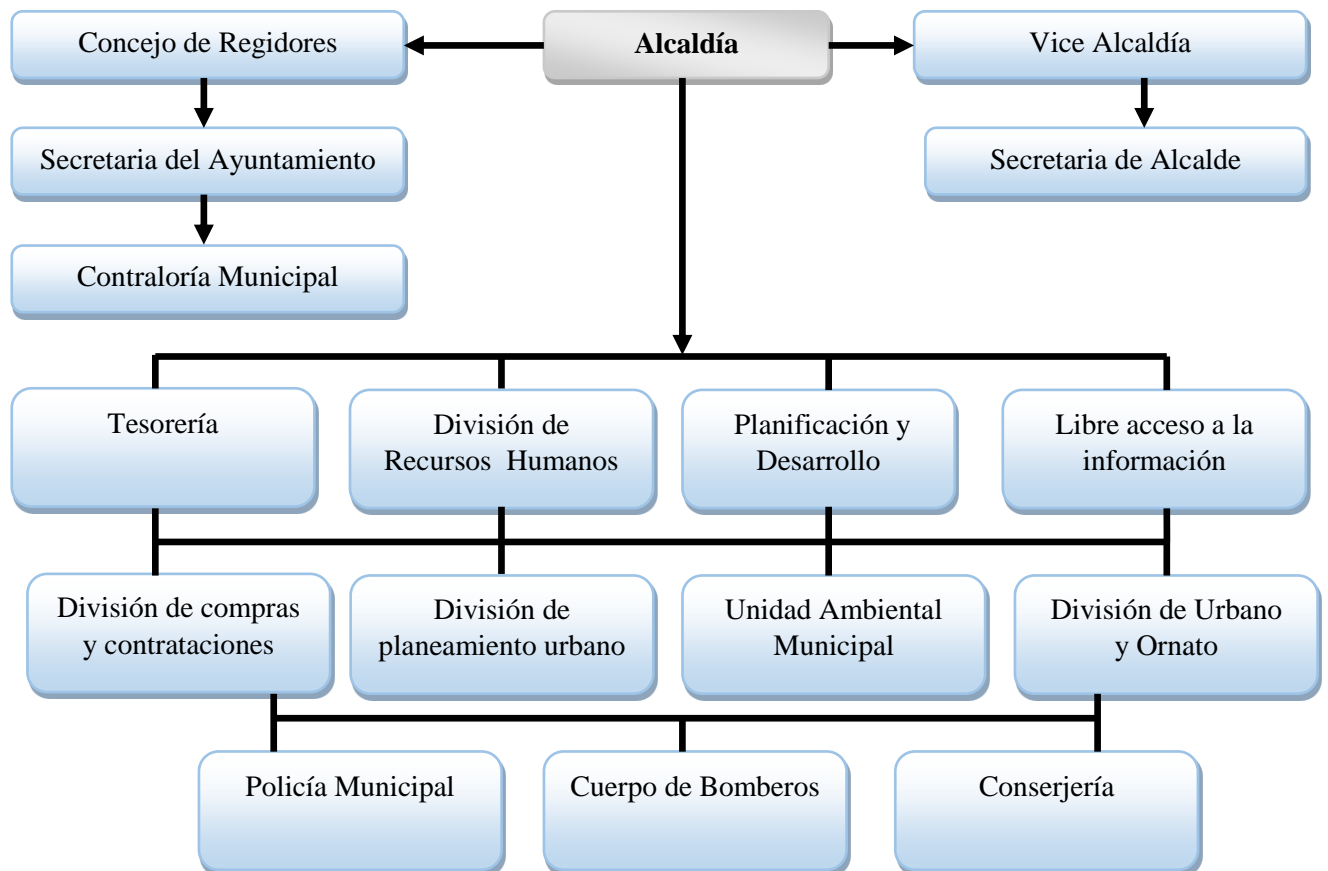 Concejo de Regidores
Alcaldía
Vice Alcaldía
Secretaria del Ayuntamiento
Secretaria de Alcalde
Contraloría Municipal
Tesorería
División de
Recursos Humanos
Planificación y
Desarrollo
Libre acceso a la
información
División de compras
y contrataciones
División de
planeamiento urbano
Unidad Ambiental
Municipal
División de Urbano
y Ornato
Policía Municipal
Cuerpo de Bomberos
Conserjería